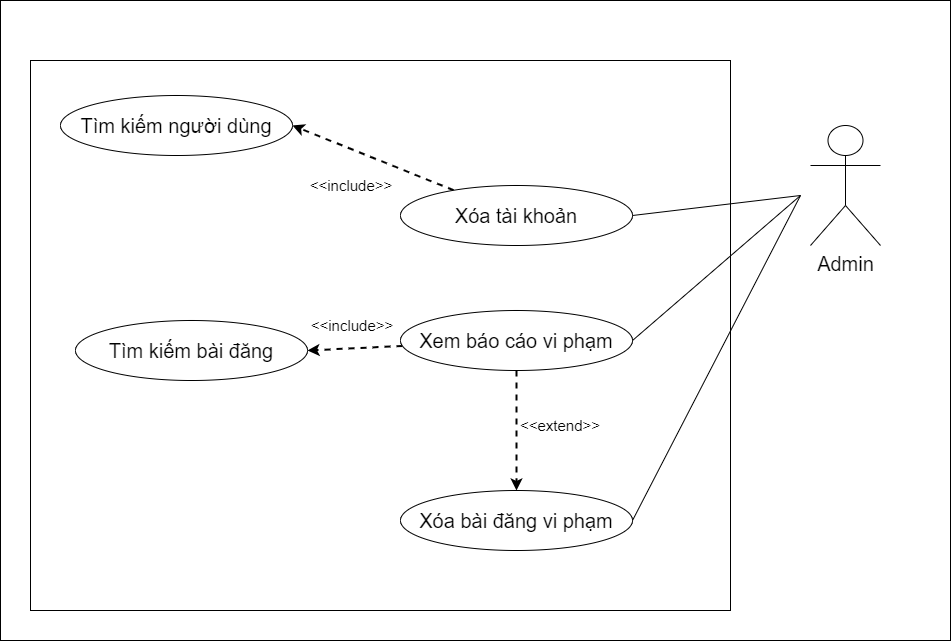 Tìm kiếm người dùng
<<include>>
Xóa tài khoản
Admin
<<include>>
Xem báo cáo vi phạm
Tìm kiếm bài đăng
<<extend>>
Xóa bài đăng vi phạm